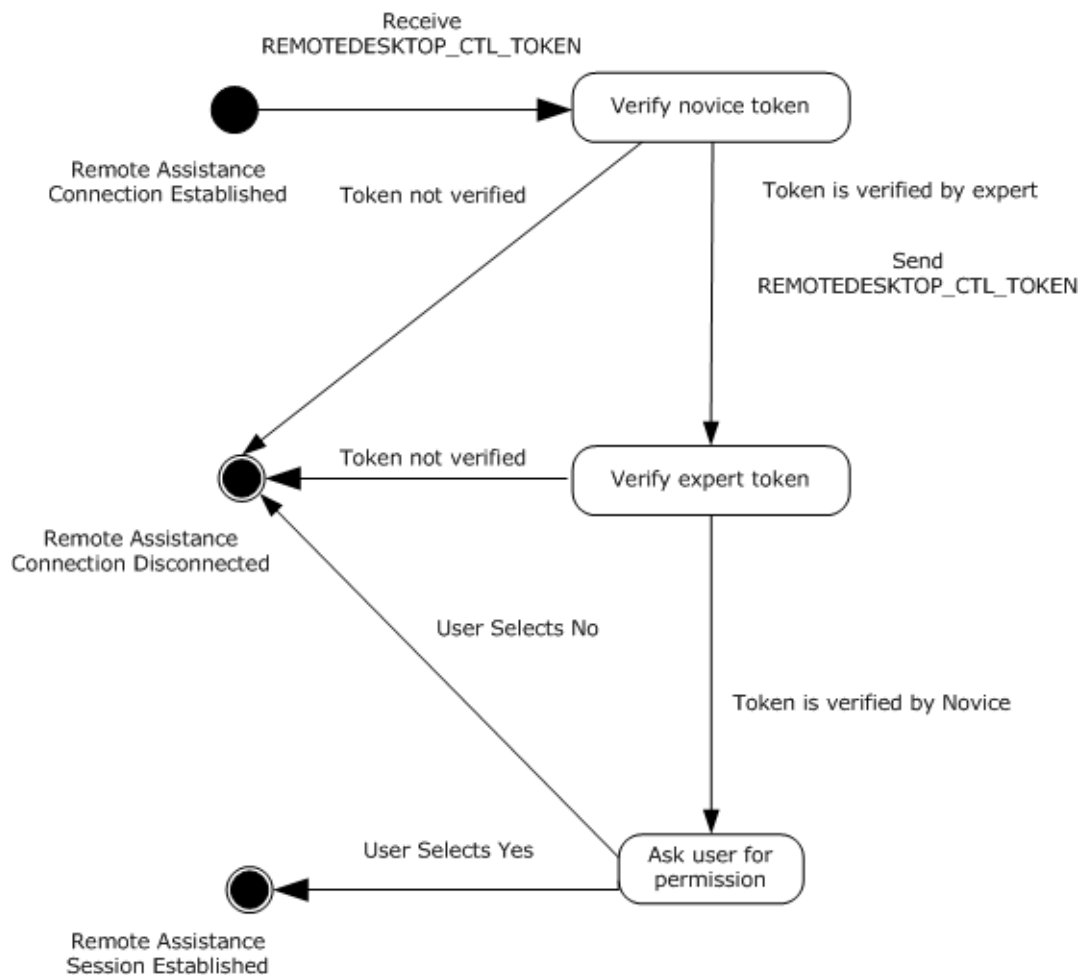 Receive
REMOTEDESKTOP_CTL_TOKEN
Verify novice token
Remote Assistance
Connection Established
Token not verified
Token is verified by expert
Send
REMOTEDESKTOP_CTL_TOKEN
Token not verified
Verify expert token
Remote Assistance
Connection Disconnected
User Selects No
Token is verified by Novice
User Selects Yes
Ask user for
permission
Remote Assistance
Session Established